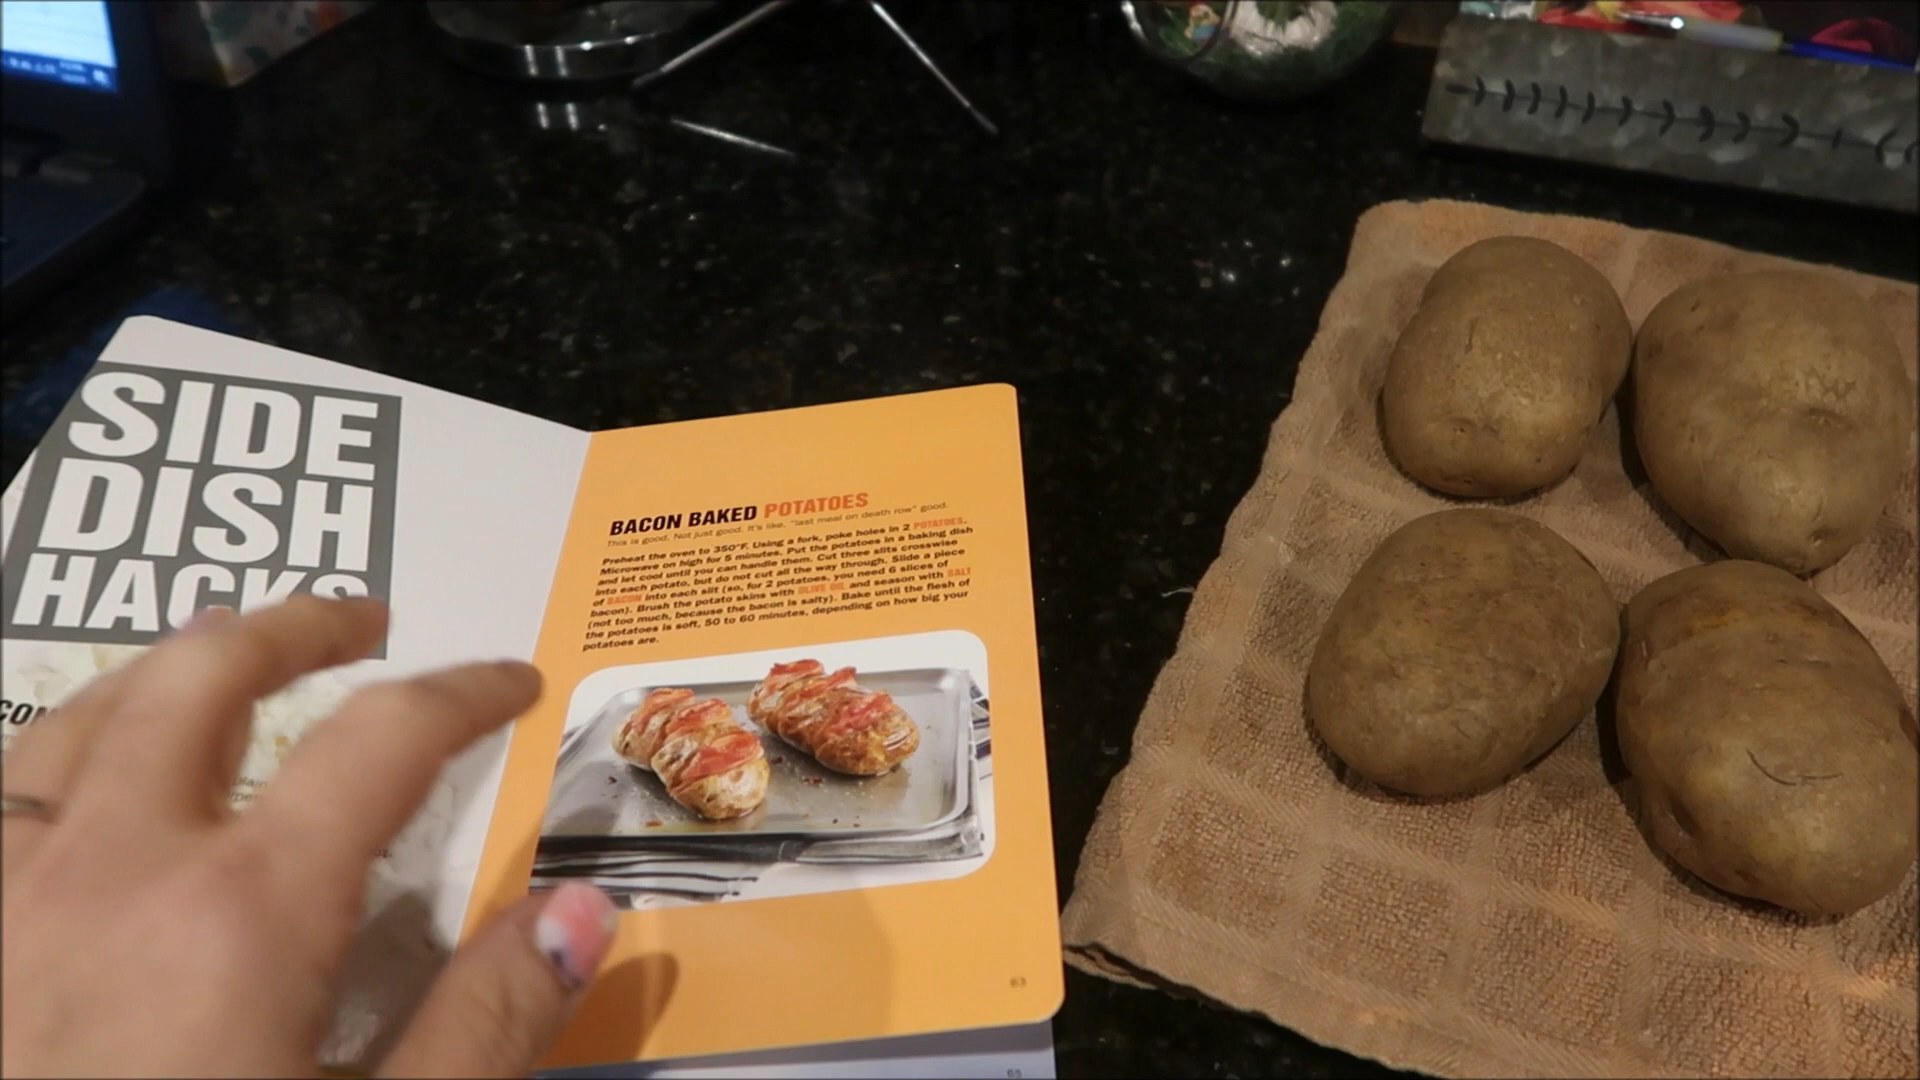 SIDE
DISH
HACKS
BACON BAKED POTATOES
This is good. Not just good. It's like, "last meal on death row" good.
Preheat the oven to 350°F. Using a fork, poke holes in 2 POTATOES.
Microwave on high for 5 minutes. Put the potatoes in a baking dish
and let cool until you can handle them. Cut three slits crosswise
into each potato, but do not cut all the way through. Slide a piece
of BACON into each slit (so, for 2 potatoes, you need 6 slices of
bacon). Brush the potato skins with OLIVE OIL and season with SALT
(not too much, because the bacon is salty). Bake until the flesh of
the potatoes is soft, 50 to 60 minutes, depending on how big your
potatoes are.
63
65